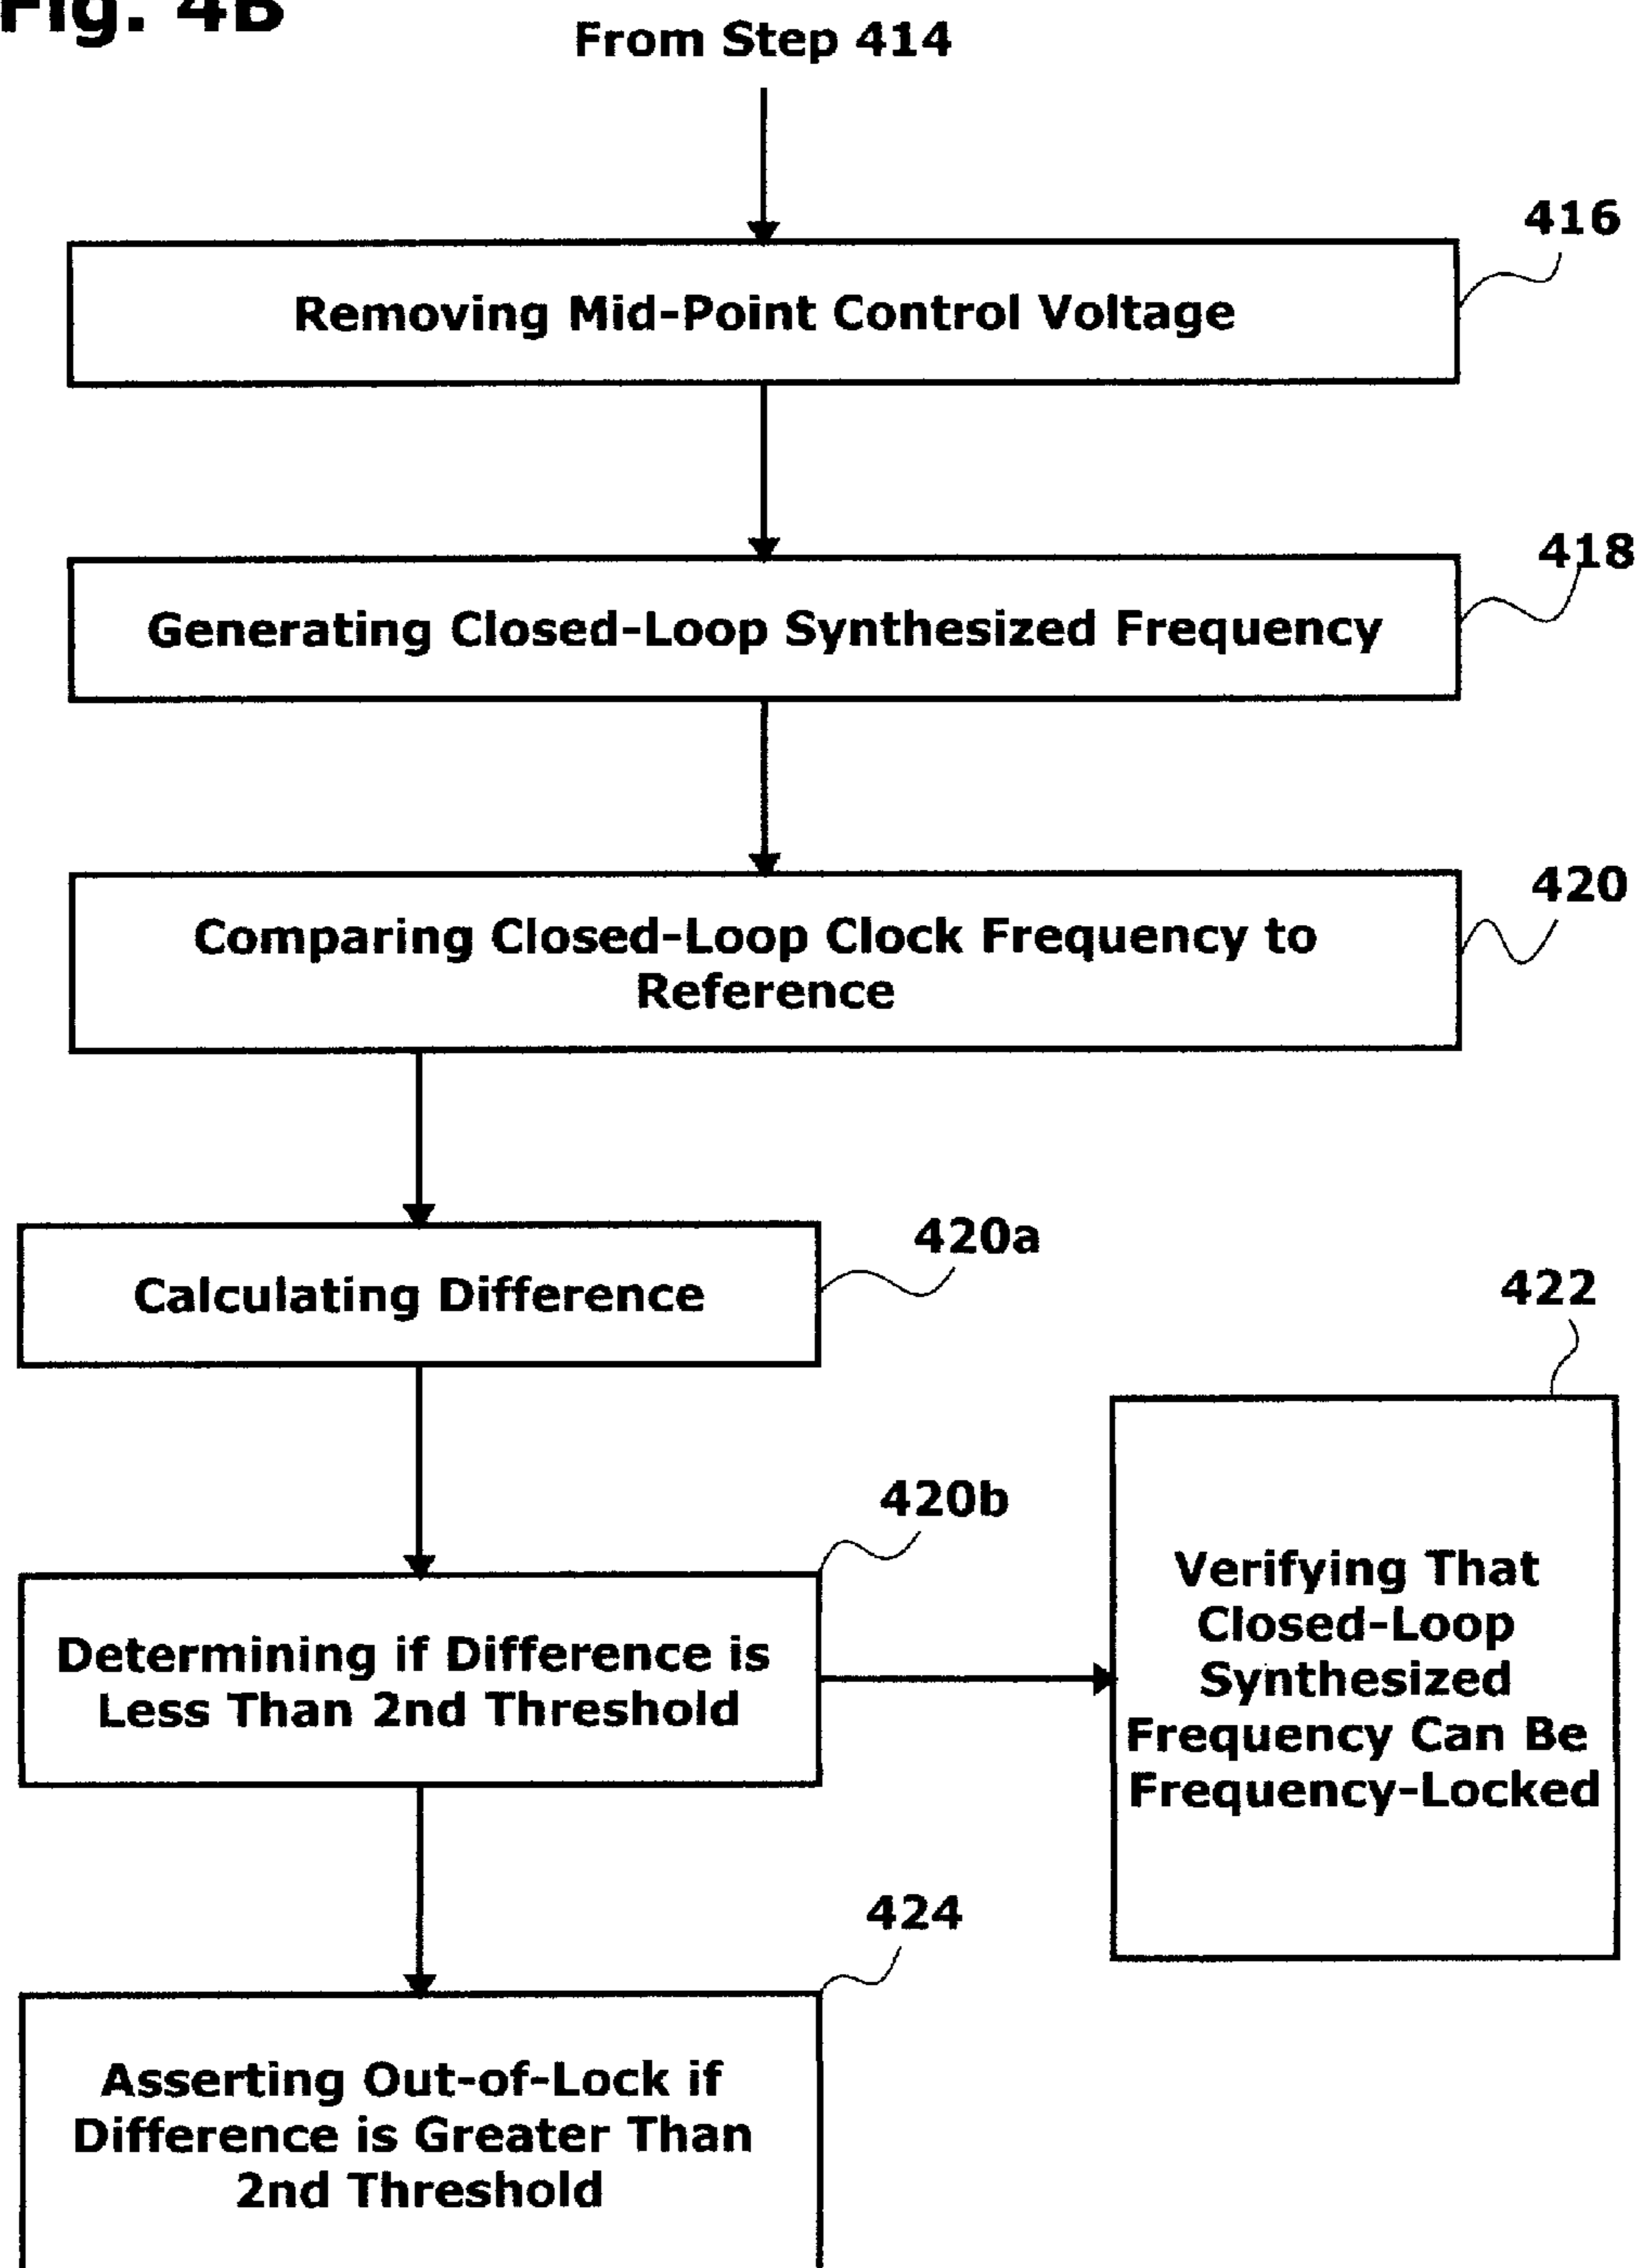 Fig. 4B
From Step 414
416
Removing Mid-Point Control Voltage
418
Generating Closed-Loop Synthesized Frequency
420
Comparing Closed-Loop Clock Frequency to
Reference
420a
Calculating Difference
422
420b
Determining if Difference is
Less Than 2nd Threshold
Verifying That
Closed-Loop
Synthesized
Frequency Can Be
Frequency-Locked
424
Asserting Out-of-Lock if
Difference is Greater Than
2nd Threshold